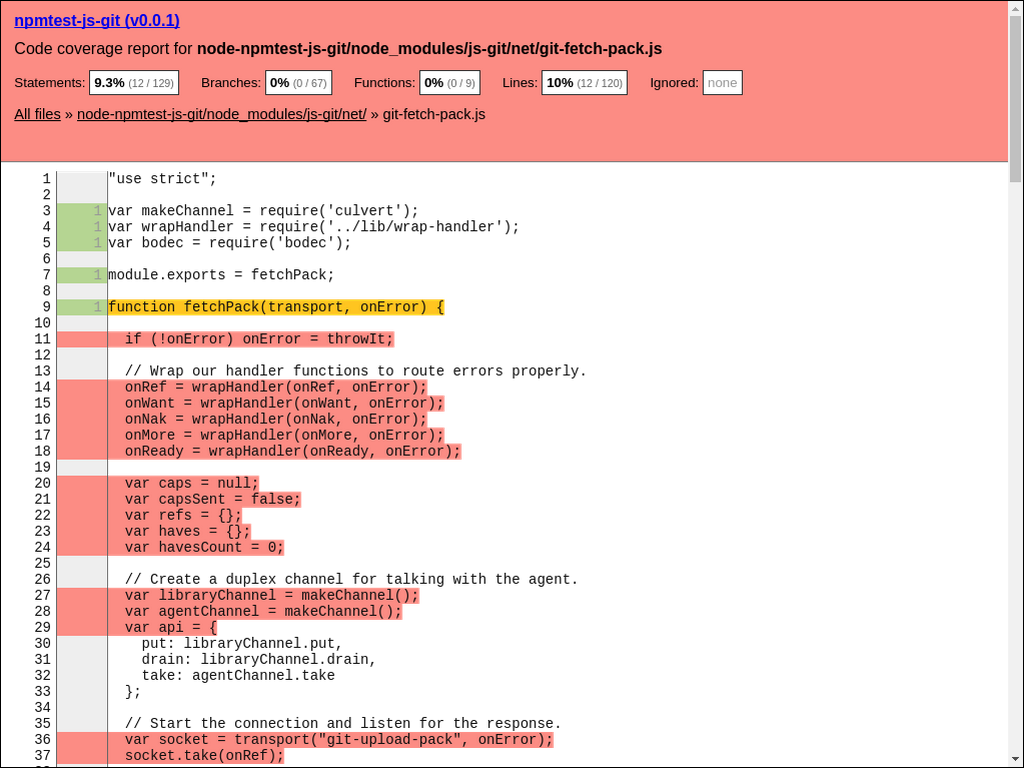 npmtest-js-git (v0.0.1)
Code coverage report for node-npmtest-js-git/node_modules/js-git/net/git-fetch-pack.js
Statements: 9.3% (12 / 129) Branches: 0% (0 / 67) Functions: 0% (0 / 9) Lines: 10% (12 / 120) Ignored: none
All files » node-npmtest-js-git/node_modules/js-git/net/ » git-fetch-pack.js
1 "use strict";
2
3 1 var makeChannel = require('culvert');
4 1 var wrapHandler = require('../lib/wrap-handler');
5 1 var bodec = require('bodec');
6
7 1 module.exports = fetchPack;
8
9 1 function fetchPack(transport, onError) {
10
11 if (!onError) onError = throwIt;
12
13 // Wrap our handler functions to route errors properly.
14 onRef = wrapHandler(onRef, onError);
15 onWant = wrapHandler(onWant, onError);
16 onNak = wrapHandler(onNak, onError);
17 onMore = wrapHandler(onMore, onError);
18 onReady = wrapHandler(onReady, onError);
19
20 var caps = null;
21 var capsSent = false;
22 var refs = {};
23 var haves = {};
24 var havesCount = 0;
25
26 // Create a duplex channel for talking with the agent.
27 var libraryChannel = makeChannel();
28 var agentChannel = makeChannel();
29 var api = {
30 put: libraryChannel.put,
31 drain: libraryChannel.drain,
32 take: agentChannel.take
33 };
34
35 // Start the connection and listen for the response.
36 var socket = transport("git-upload-pack", onError);
37 socket.take(onRef);